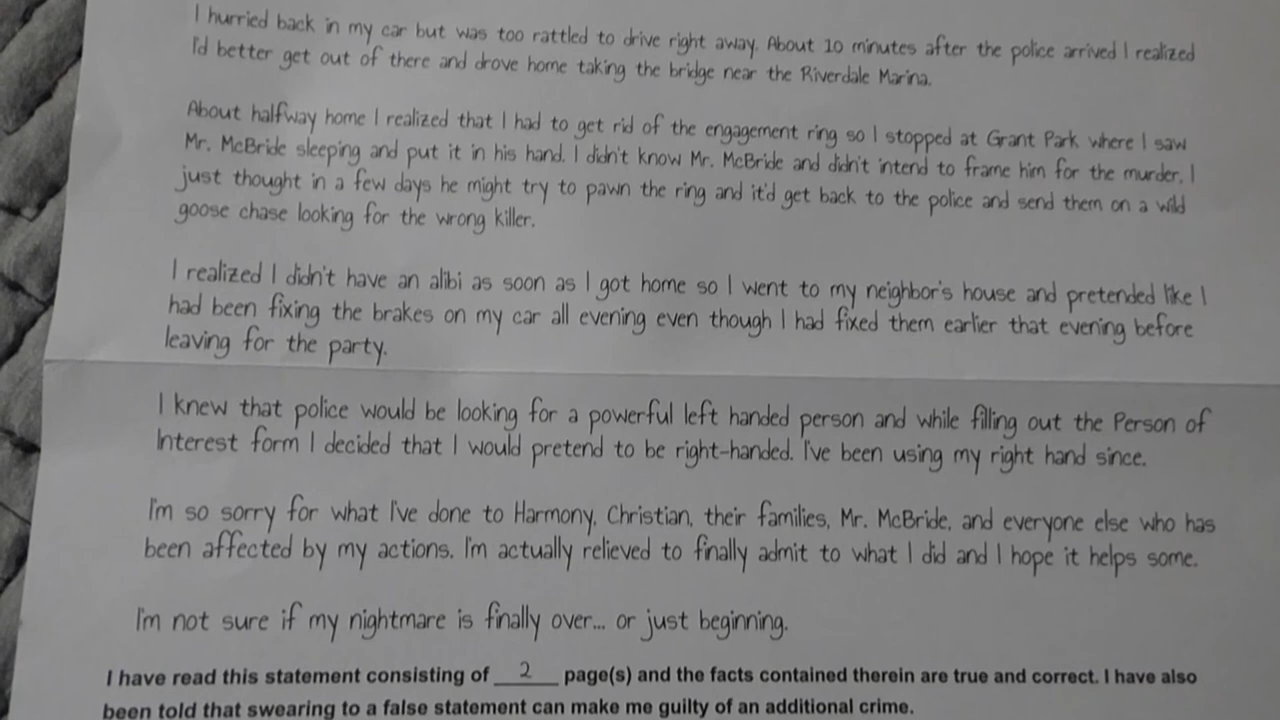 I hurried back in my car but was too rattled to drive right away. About 10 minutes after the police arrived I realized
I'd better get out of there and drove home taking the bridge near the Riverdale Marina.
About halfway home I realized that I had to get rid of the engagement ring so I stopped at Grant Park where I saw
Mr. McBride sleeping and put it in his hand. I didn't know Mr. McBride and didn't intend to frame him for the murder, I
just thought in a few days he might try to pawn the ring and it'd get back to the police and send them on a wild
goose chase looking for the wrong killer.
I realized I didn't have an alibi as soon as I got home so I went to my neighbor's house and pretended like I
had been fixing the brakes on my car all evening even though I had fixed them earlier that evening before
leaving for the party.
I knew that police would be looking for a powerful left handed person and while filling out the Person of
Interest form I decided that I would pretend to be right-handed. I've been using my right hand since.
I'm so sorry for what I've done to Harmony, Christian, their families, Mr. McBride, and everyone else who has
been affected by my actions. I'm actually relieved to finally admit to what I did and I hope it helps some.
I'm not sure if my nightmare is finally over... or just beginning.
I have read this statement consisting of 2 page(s) and the facts contained therein are true and correct. I have also
been told that swearing to a false statement can make me guilty of an additional crime.